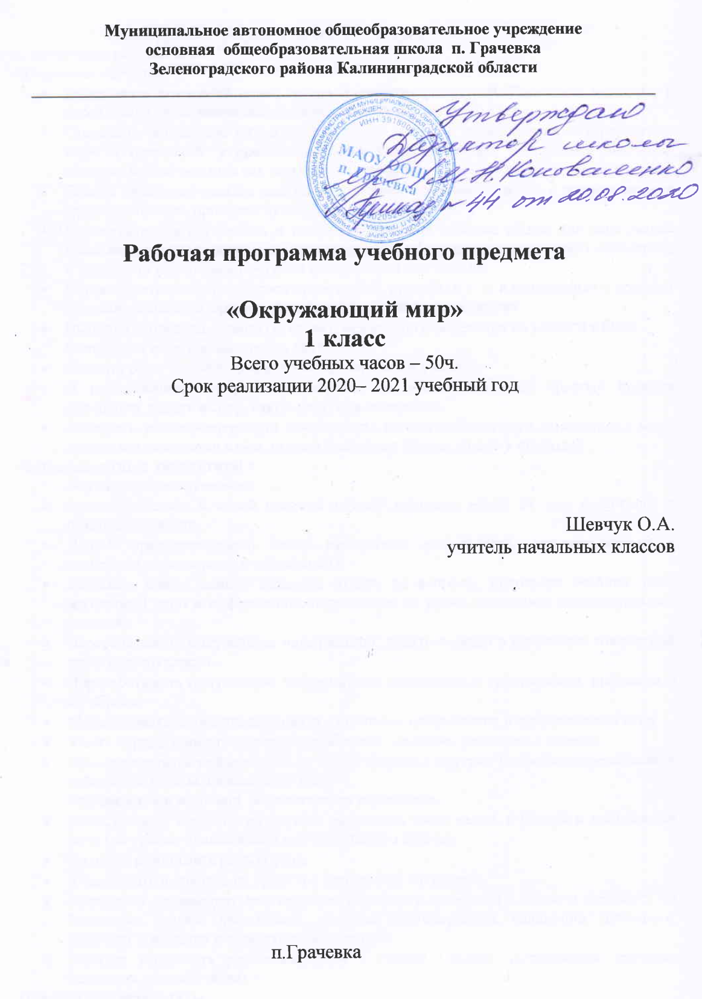 Муниципальное автономное общеобразовательное учреждение
основная общеобразовательная школа п. Грачевка
Зеленоградского района Калининградской области
Утверждаю
Директор школы
/И.Н. Коноваленко
Приказ № 44 от 20.08.2020
МАОУ ООШ
п. Грачевка
Рабочая программа учебного предмета
«Окружающий мир»
1 класс
Всего учебных часов – 50ч.
Срок реализации 2020– 2021 учебный год
Шевчук О.А.
учитель начальных классов
п.Грачевка